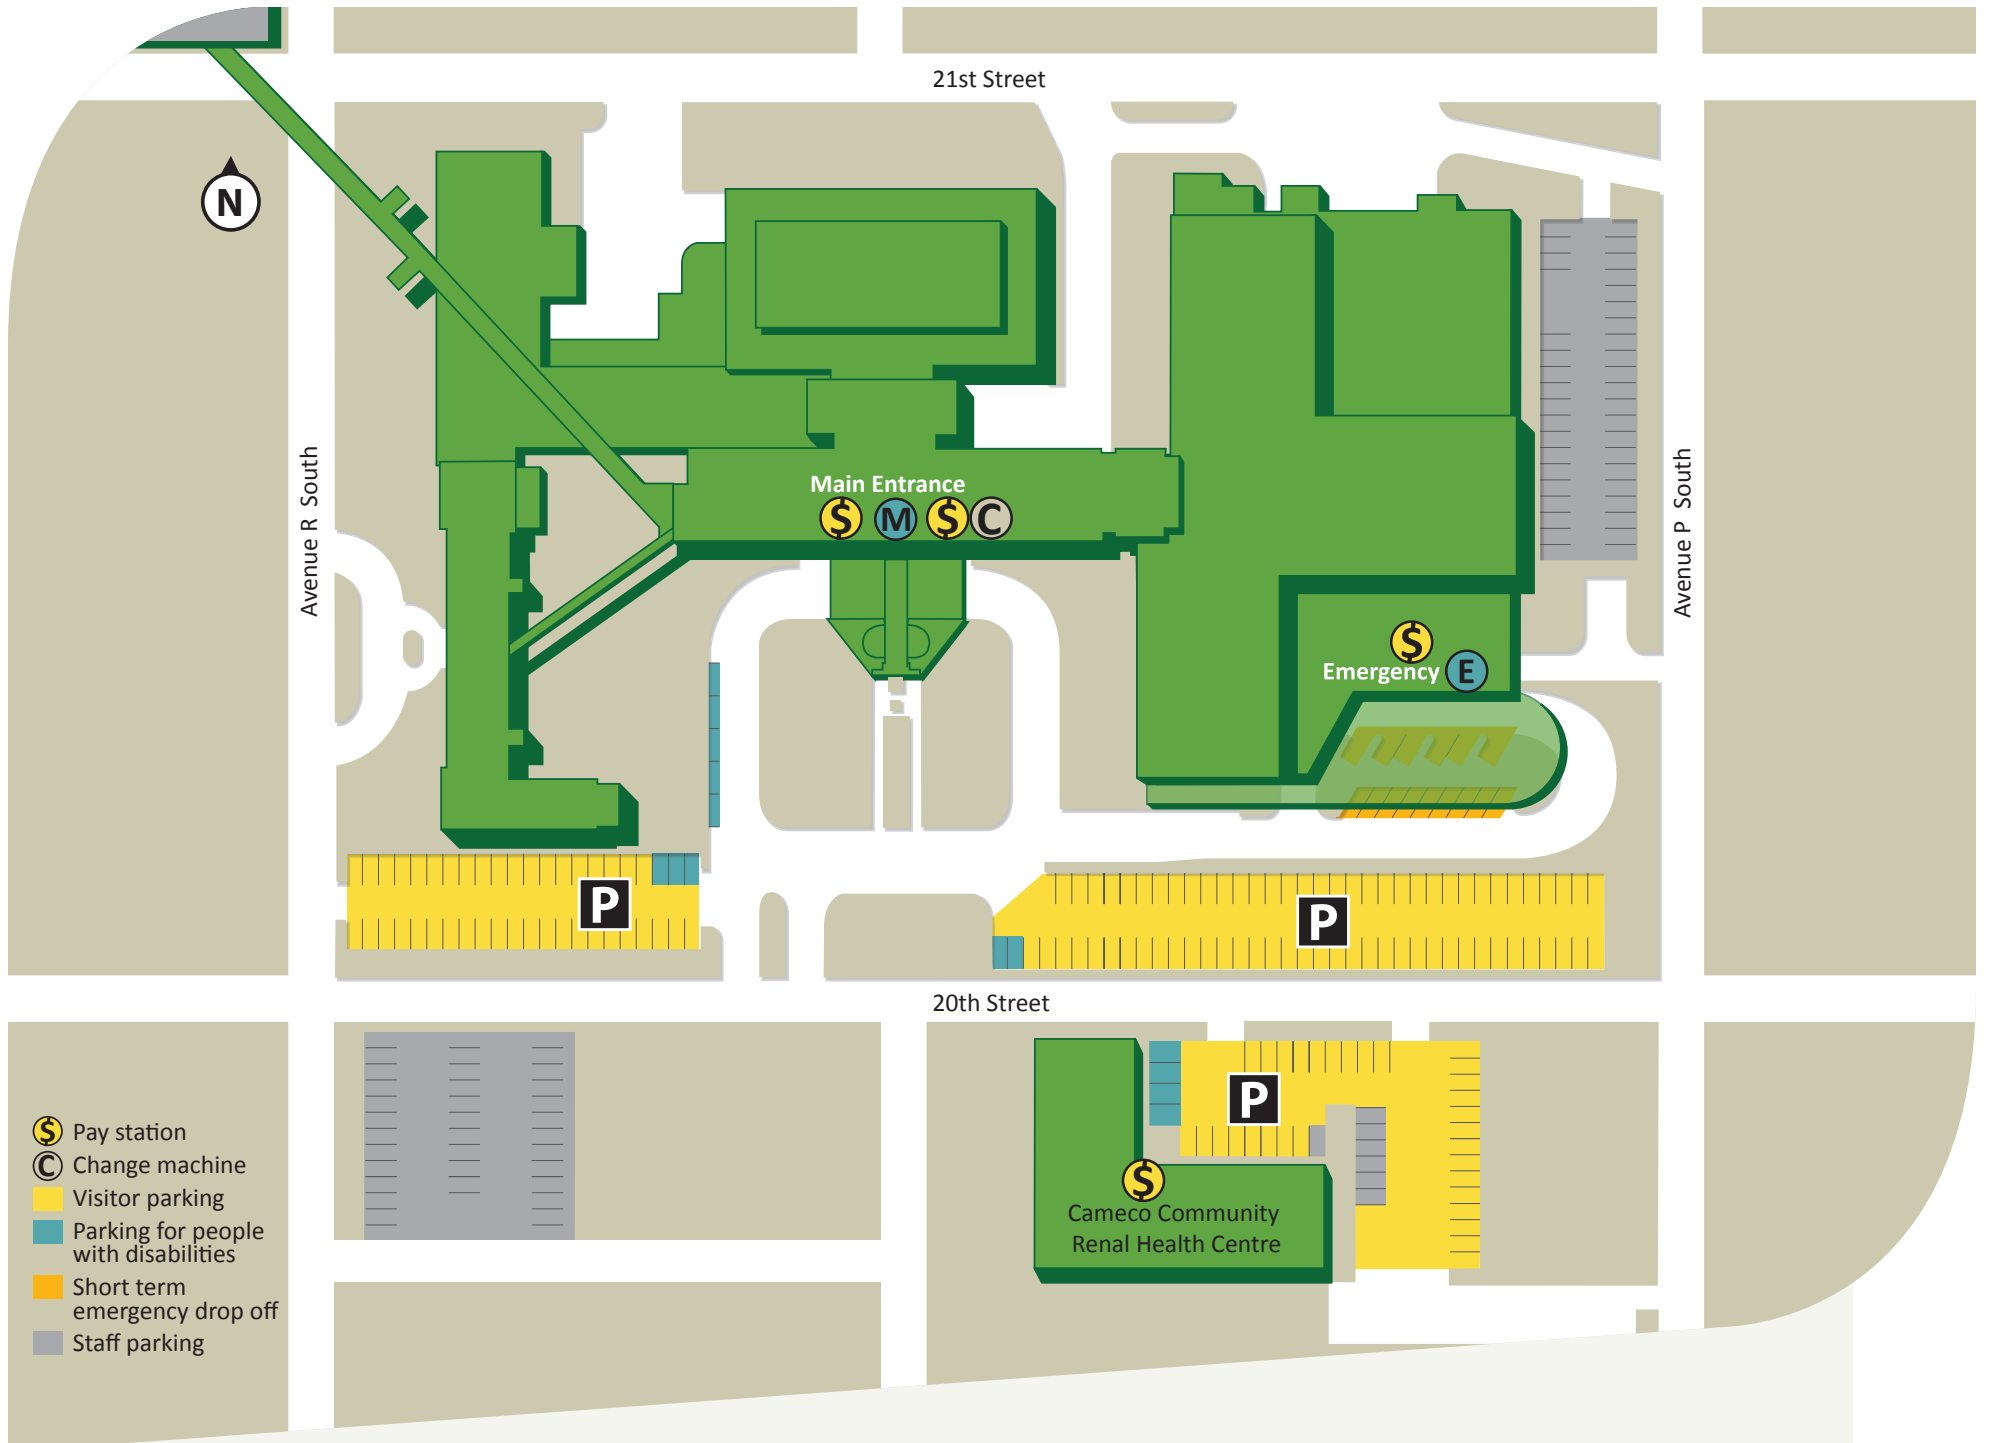 21st Street
N
Avenue R South
Avenue P South
Main Entrance
$ M $ C
$
Emergency E
P
P
20th Street
P
$
Cameco Community
Renal Health Centre
$ Pay station
C Change machine
Visitor parking
Parking for people
with disabilities
Short term
emergency drop off
Staff parking